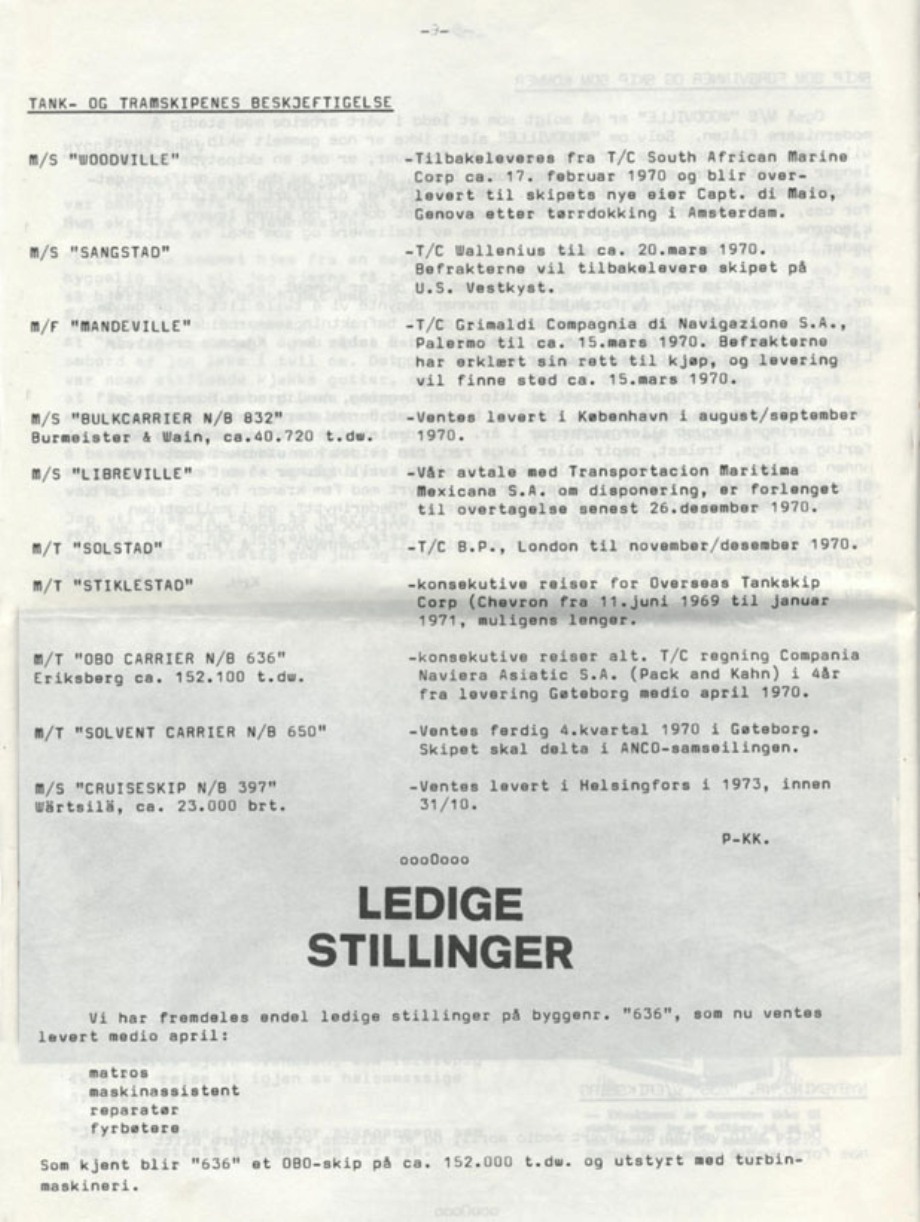 -3-
TANK- OG TRAMSKIPENES BESKJEFTIGELSE
M/S "WOODVILLE" -Tilbakeleveres fra T/C South African Marine
Corp ca. 17. februar 1970 og blir over-
levert til skipets nye eier Capt. di Maio,
Genova etter tørrdokking i Amsterdam.
M/S "SANGSTAD" -T/C Wallenius til ca. 20.mars 1970.
Befrakterne vil tilbakelevere skipet på
U.S. Vestkyst.
M/F "MANDEVILLE" -T/C Grimaldi Compagnia di Navigazione S.A.,
Palermo til ca. 15.mars 1970. Befrakterne
har erklært sin rett til kjøp, og levering
vil finne sted ca. 15.mars 1970.
M/S "BULKCARRIER N/B 832" -Ventes levert i København i august/september
Burmeister & Wain, ca.40.720 t.dw. 1970.
M/S "LIBREVILLE" -Vår avtale med Transportacion Maritima
Mexicana S.A. om disponering, er forlenget
til overtagelse senest 26.desember 1970.
M/T "SOLSTAD" -T/C B.P., London til november/desember 1970.
M/T "STIKLESTAD" -konsekutive reiser for Overseas Tankskip
Corp (Chevron fra 11.juni 1969 til januar
1971, muligens lenger.
M/T "OBO CARRIER N/B 636" -konsekutive reiser alt. T/C regning Compania
Eriksberg ca. 152.100 t.dw. Naviera Asiatic S.A. (Pack and Kahn) i 4år
fra levering Gøteborg medio april 1970.
M/T "SOLVENT CARRIER N/B 650" -Ventes ferdig 4.kvartal 1970 i Gøteborg.
Skipet skal delta i ANCO-samseilingen.
M/S "CRUISESKIP N/B 397" -Ventes levert i Helsingfors i 1973, innen
Wärtsilä, ca. 23.000 brt. 31/10.
P-KK.
oooOooo
LEDIGE
STILLINGER
Vi har fremdeles endel ledige stillinger på byggenr. "636", som nu ventes
levert medio april:
matros
maskinassistent
reparatør
fyrbøtere
Som kjent blir "636" et OBO-skip på ca. 152.000 t.dw. og utstyrt med turbin-
maskineri.